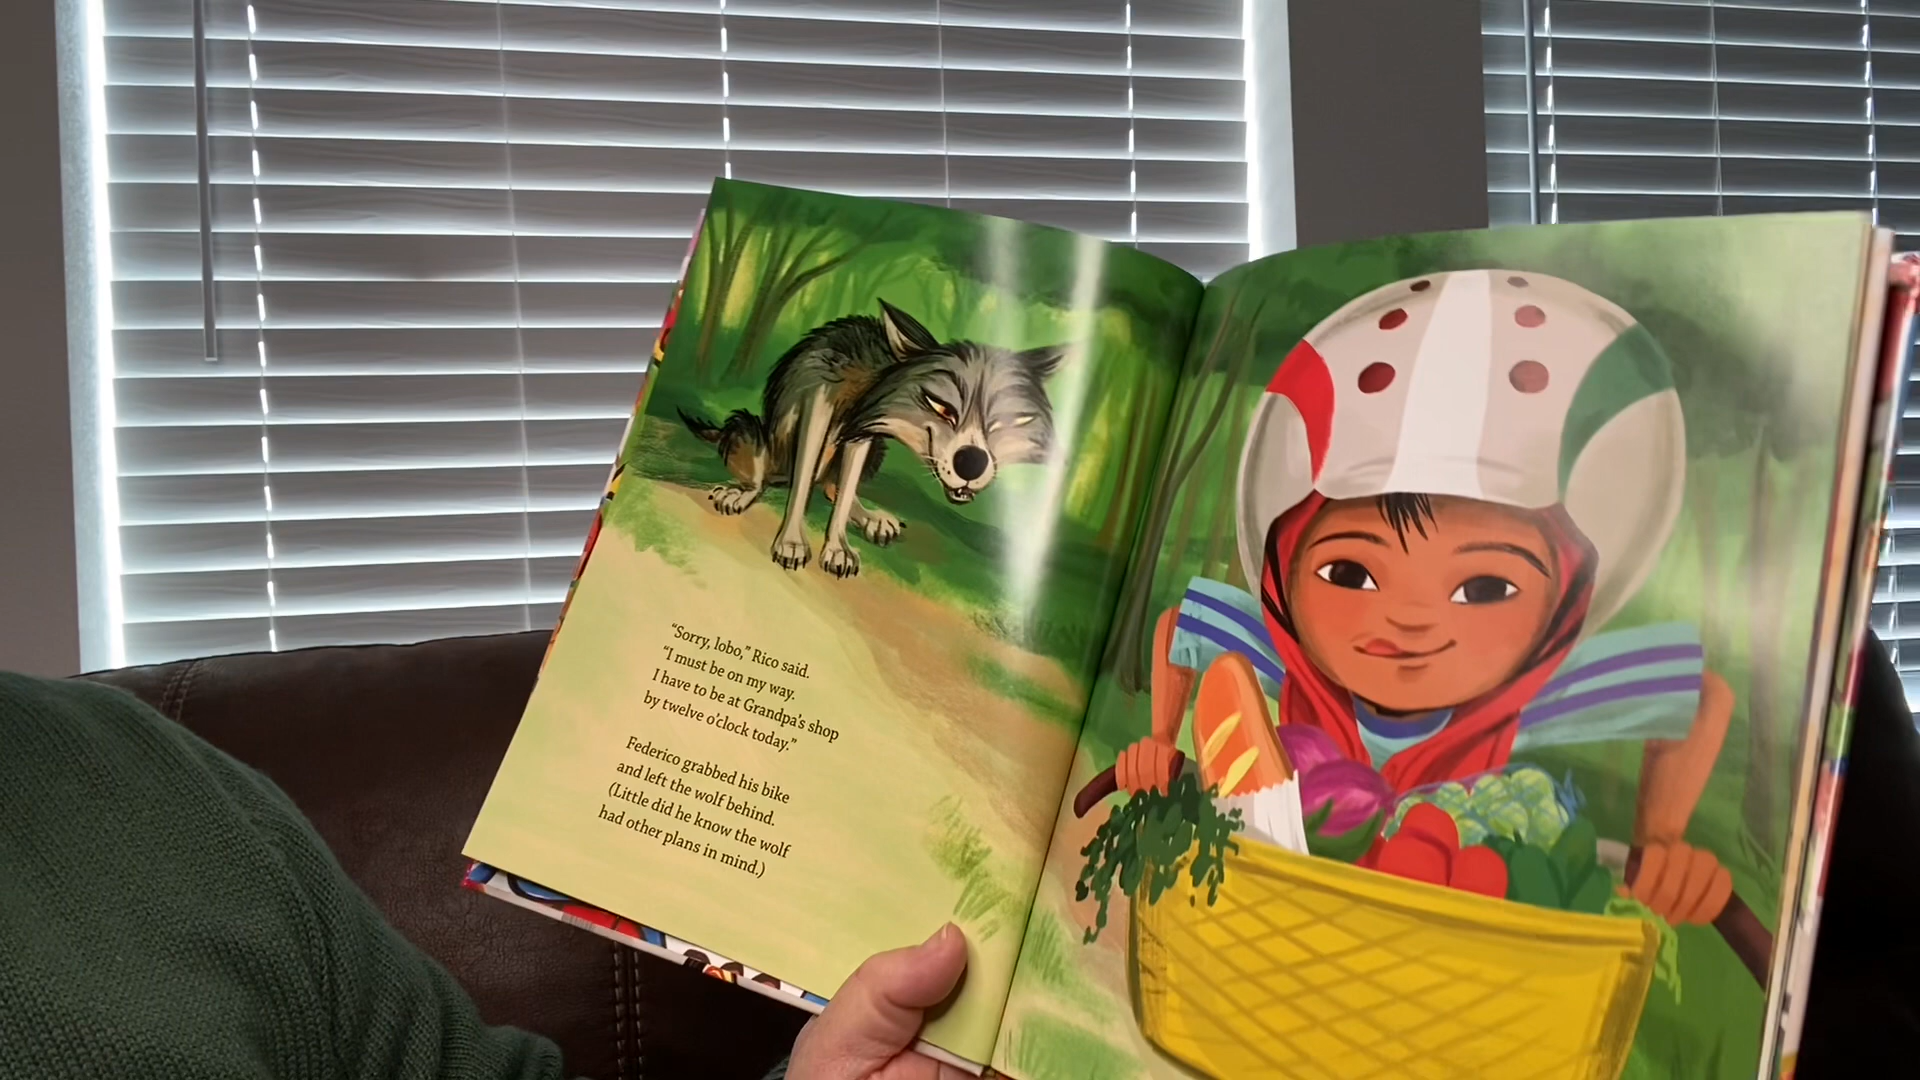 “Sorry, lobo,” Rico said.
“I must be on my way.
I have to be at Grandpa’s shop
by twelve o’clock today.”
Federico grabbed his bike
and left the wolf behind.
(Little did he know the wolf
had other plans in mind.)